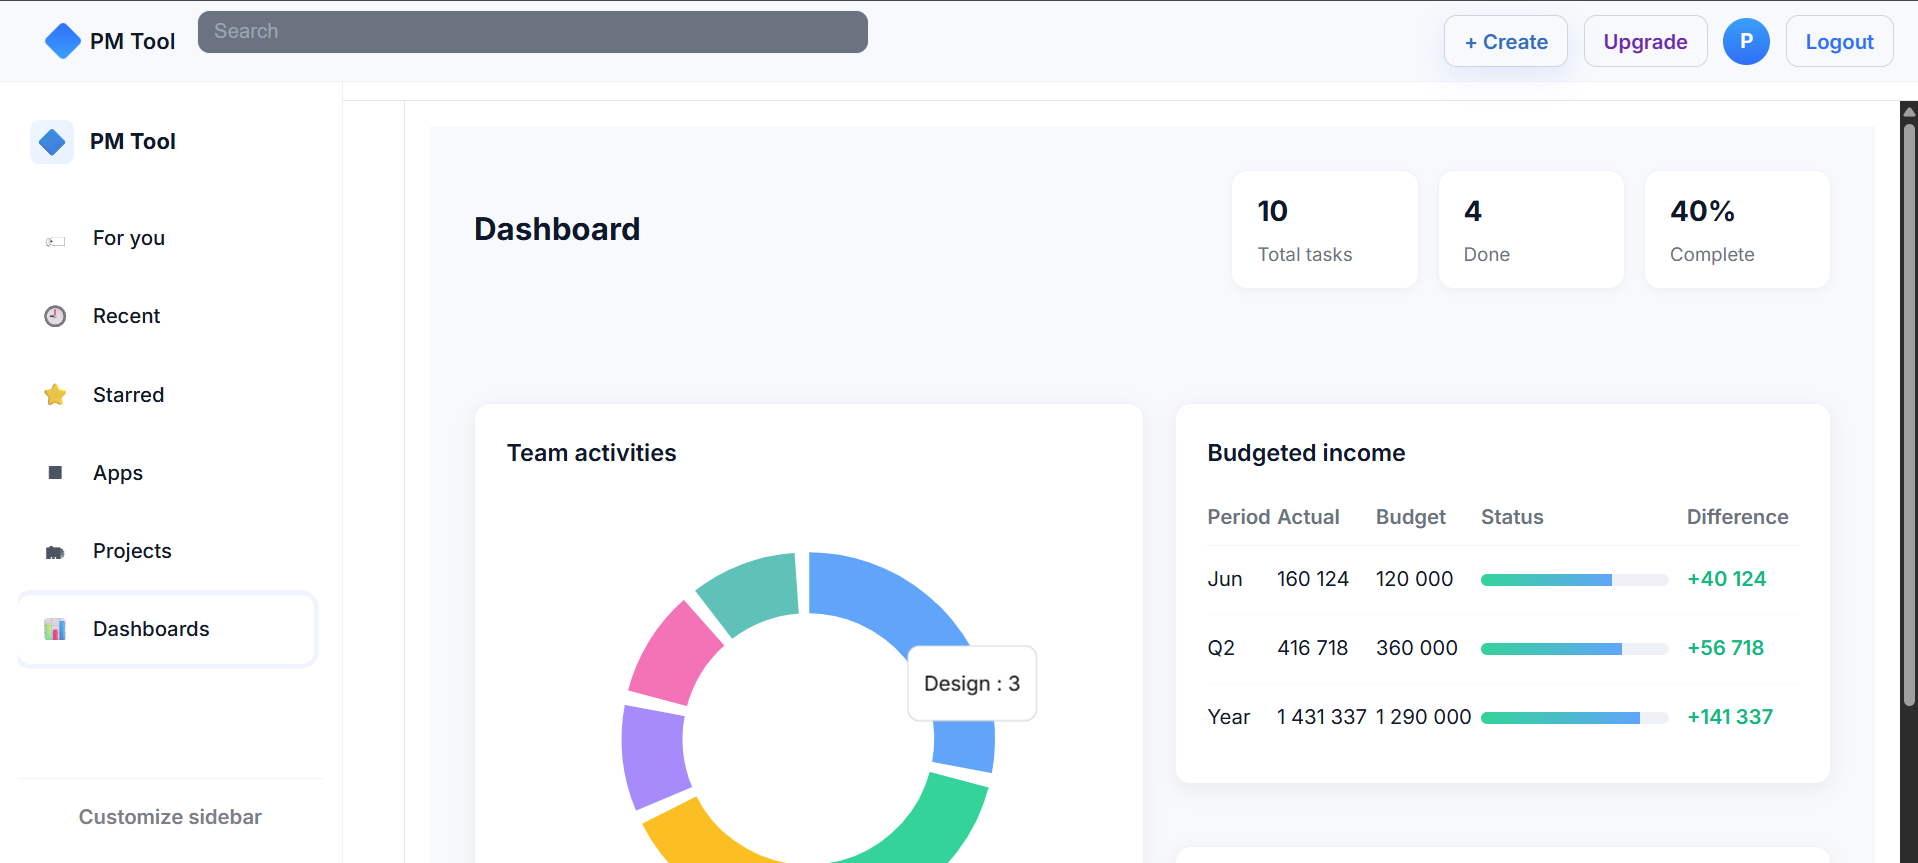 PM Tool
Search
+ Create
Upgrade
P
Logout
PM Tool
For you
Recent
Starred
Apps
Projects
Dashboards
Customize sidebar
Dashboard
10
Total tasks
4
Done
40%
Complete
Team activities
Design : 3
Budgeted income
Period Actual Budget Status Difference
Jun 160 124 120 000 +40 124
Q2 416 718 360 000 +56 718
Year 1 431 337 1 290 000 +141 337